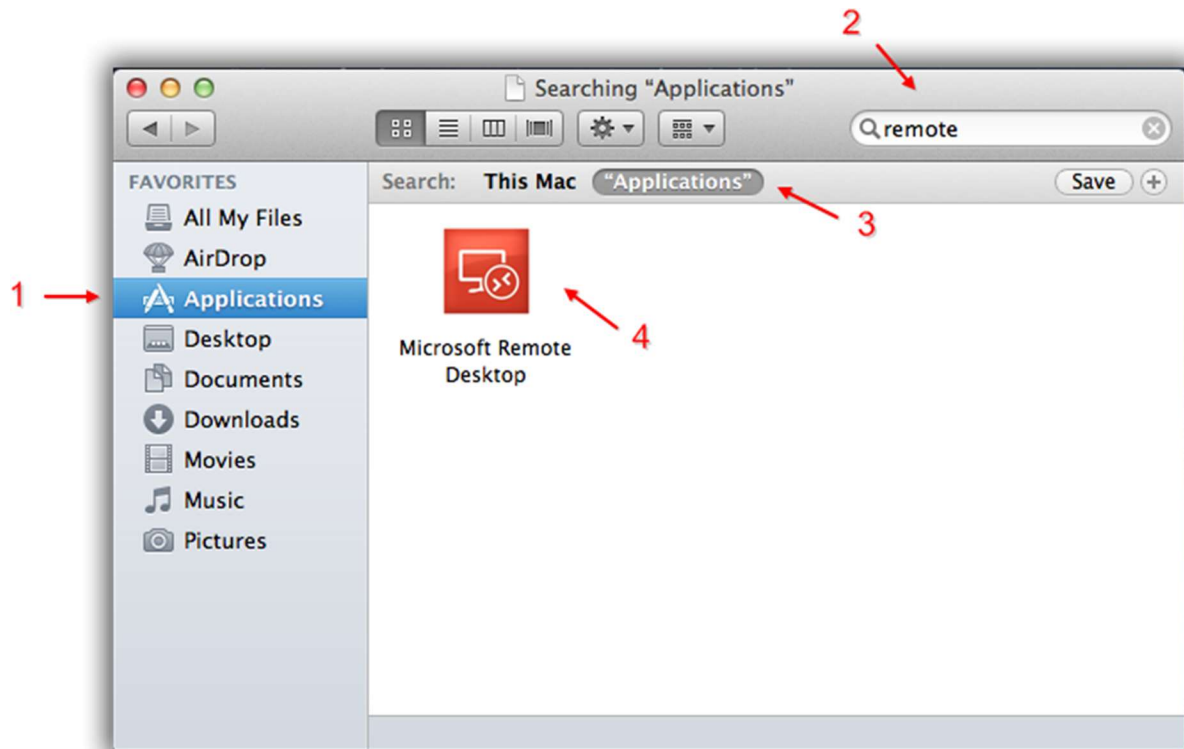 2
Searching “Applications”
remote
FAVORITES
Search: This Mac “Applications” Save
3
All My Files
AirDrop
1
Applications
Desktop
4
Microsoft Remote
Desktop
Documents
Downloads
Movies
Music
Pictures